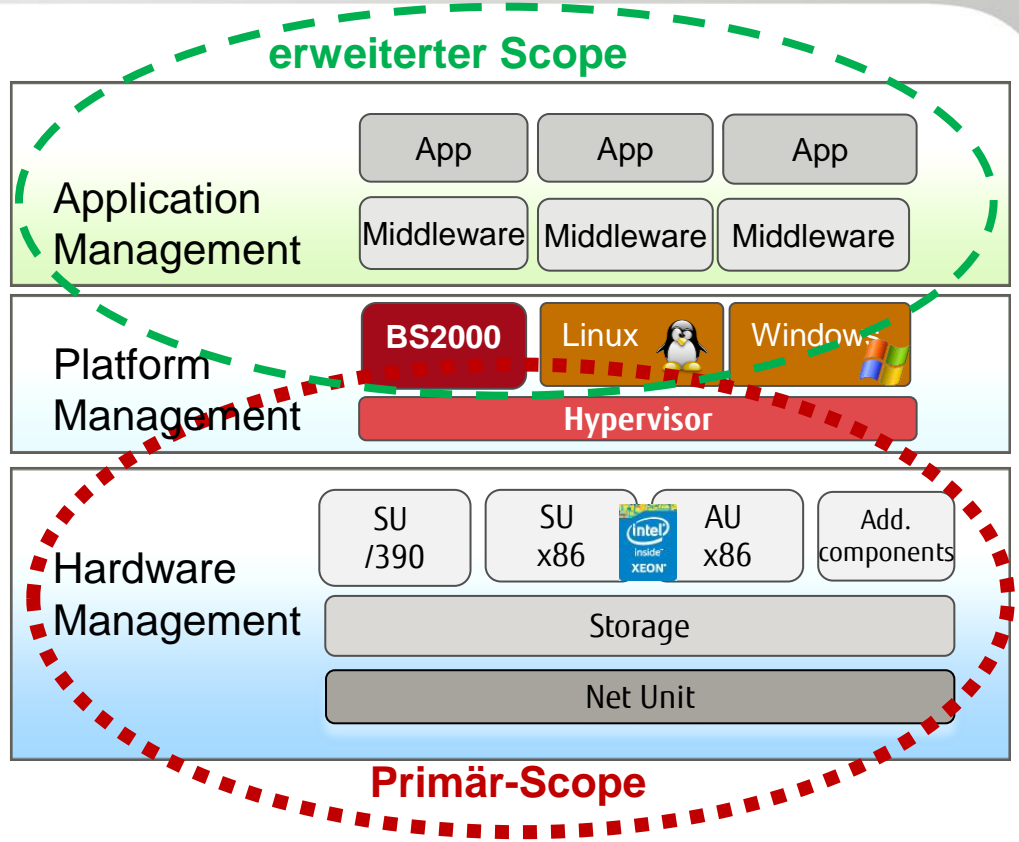 erweiterter Scope
App App App
Application
Management
Middleware Middleware Middleware
BS2000 Linux Windows
Platform
Management
Hypervisor
SU
/390
SU
x86
intel
inside
XEON
AU
x86
Add.
components
Hardware
Management
Storage
Net Unit
Primär-Scope